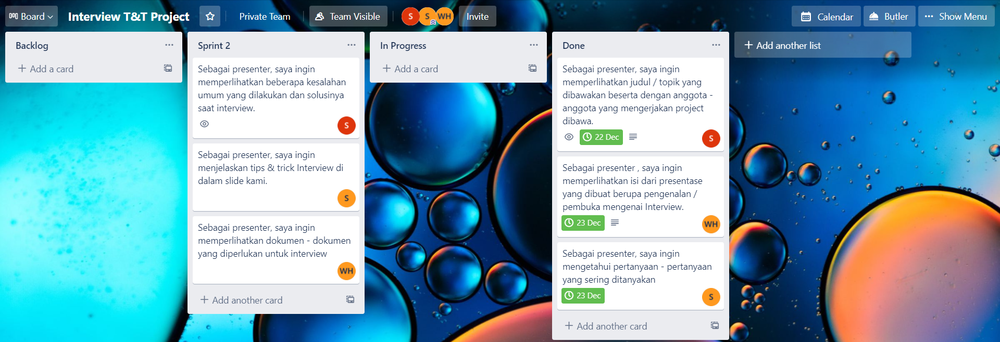 Board
Interview T&T Project
Private Team
Team Visible
S
S
WH
Invite
Calendar
Butler
Show Menu
Backlog
Add a card
Sprint 2
Sebagai presenter, saya ingin
memperlihatkan beberapa kesalahan
umum yang dilakukan dan solusinya
saat interview.
S
Sebagai presenter, saya ingin
menjelaskan tips & trick Interview di
dalam slide kami.
S
Sebagai presenter, saya ingin
memperlihatkan dokumen - dokumen
yang diperlukan untuk interview
WH
Add another card
In Progress
Add a card
Done
Sebagai presenter, saya ingin
memperlihatkan judul / topik yang
dibawakan beserta dengan anggota -
anggota yang mengerjakan project
dibawa.
22 Dec
S
Sebagai presenter , saya ingin
memperlihatkan isi dari presentase
yang dibuat berupa pengenalan /
pembuka mengenai Interview.
23 Dec
WH
Sebagai presenter, saya ingin
mengetahui pertanyaan - pertanyaan
yang sering ditanyakan
23 Dec
S
Add another card
Add another list